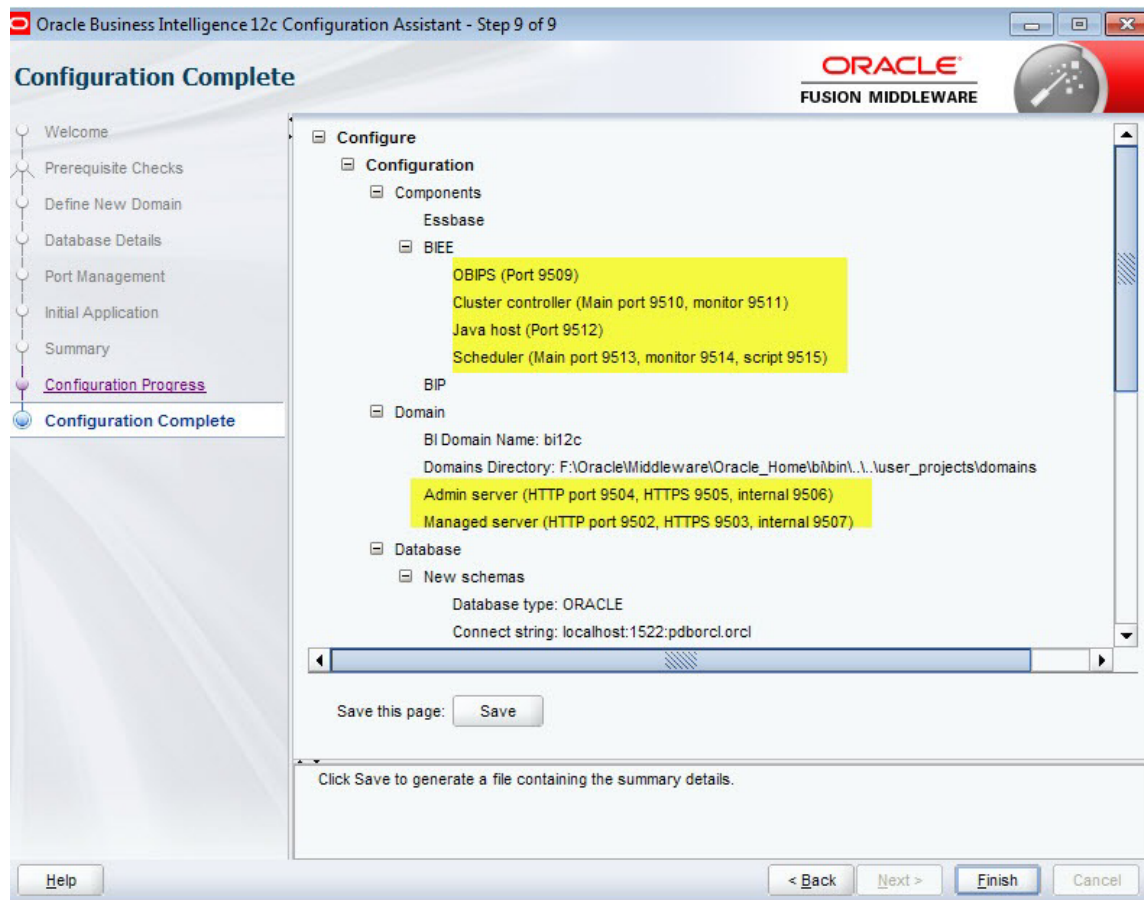 Oracle Business Intelligence 12c Configuration Assistant - Step 9 of 9
Configuration Complete
ORACLE
FUSION MIDDLEWARE
Welcome
Prerequisite Checks
Define New Domain
Database Details
Port Management
Initial Application
Summary
Configuration Progress
Configuration Complete
Configure
Configuration
Components
Essbase
BIEE
OBIPS (Port 9509)
Cluster controller (Main port 9510, monitor 9511)
Java host (Port 9512)
Scheduler (Main port 9513, monitor 9514, script 9515)
BIP
Domain
BI Domain Name: bi12c
Domains Directory: F:\Oracle\Middleware\Oracle_Home\bi\bin\..\..\user_projects\domains
Admin server (HTTP port 9504, HTTPS 9505, internal 9506)
Managed server (HTTP port 9502, HTTPS 9503, internal 9507)
Database
New schemas
Database type: ORACLE
Connect string: localhost:1522:pdborcl.orcl
Save this page: Save
Click Save to generate a file containing the summary details.
Help < Back Next > Finish Cancel